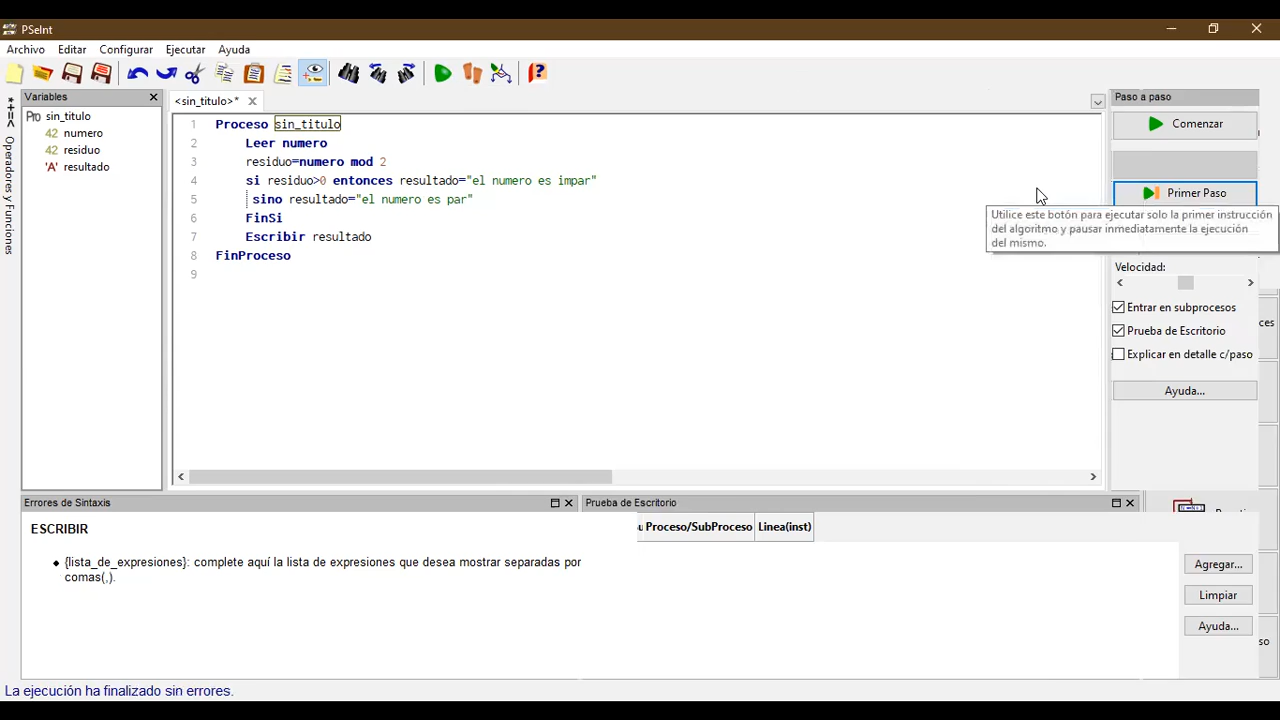 PSeInt
Archivo Editar Configurar Ejecutar Ayuda
Variables
<sin_titulo>*
Paso a paso
*+=< Operadores y Funciones
Pro sin_titulo
42 numero
42 residuo
'A' resultado
1 Proceso sin_titulo
2 Leer numero
3 residuo=numero mod 2
4 si residuo>0 entonces resultado="el numero es impar"
5 sino resultado="el numero es par"
6 FinSi
7 Escribir resultado
8 FinProceso
9
Comenzar
Primer Paso
Utilice este botón para ejecutar solo la primer instrucción
del algoritmo y pausar inmediatamente la ejecución
del mismo.
Velocidad:
Entrar en subprocesos
Prueba de Escritorio
Explicar en detalle c/paso
Ayuda...
Errores de Sintaxis
Prueba de Escritorio
ESCRIBIR
{lista_de_expresiones}: complete aquí la lista de expresiones que desea mostrar separadas por
comas(,).
Proceso/SubProceso Linea(inst)
Agregar...
Limpiar
Ayuda...
La ejecución ha finalizado sin errores.